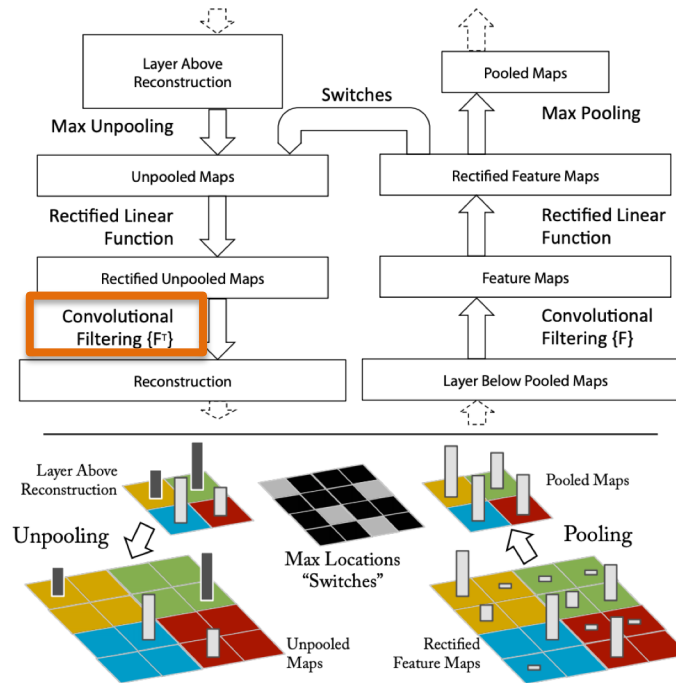 Layer Above
Reconstruction
Pooled Maps
Switches
Max Unpooling
Max Pooling
Unpooled Maps
Rectified Feature Maps
Rectified Linear
Function
Rectified Linear
Function
Rectified Unpooled Maps
Feature Maps
Convolutional
Filtering {Fᵀ}
Convolutional
Filtering {F}
Reconstruction
Layer Below Pooled Maps
Layer Above
Reconstruction
Pooled Maps
Unpooling
Max Locations
"Switches"
Pooling
Unpooled
Maps
Rectified
Feature Maps